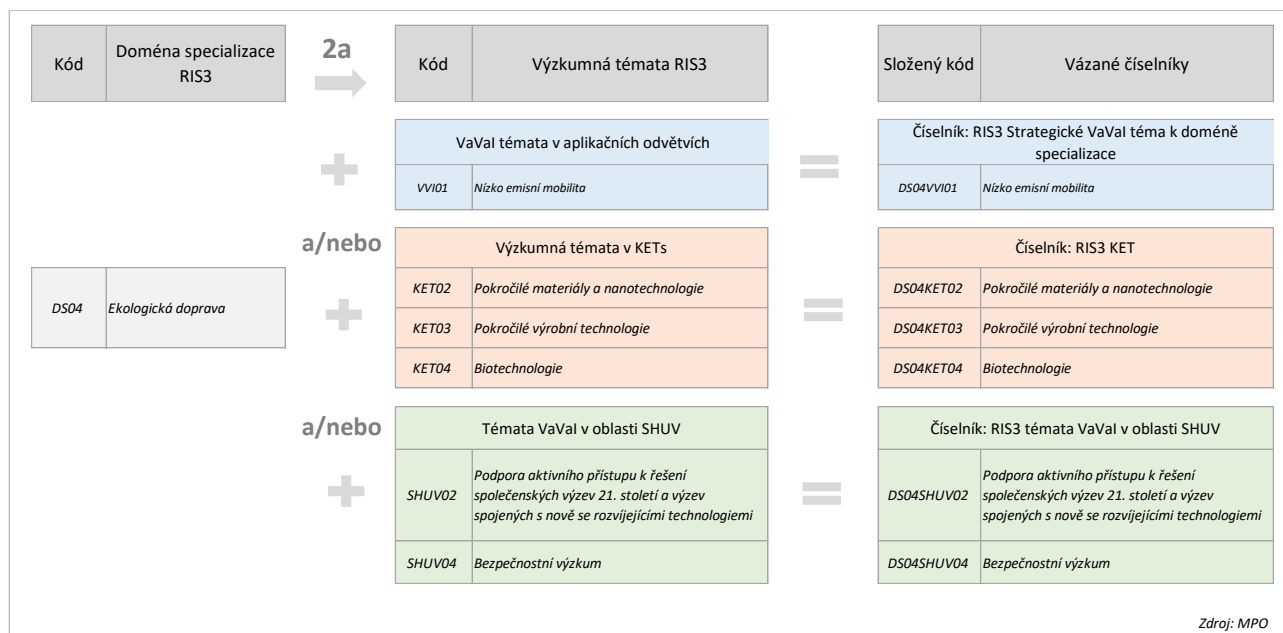 Kód
Doména specializace
RIS3
2a
Kód
Výzkumná témata RIS3
Složený kód
Vázané číselníky
VaVaI témata v aplikačních odvětvích
Číselník: RIS3 Strategické VaVaI téma k doméně
specializace
VVI01
Nízko emisní mobilita
DS04VVI01
Nízko emisní mobilita
a/nebo
Výzkumná témata v KETs
Číselník: RIS3 KET
DS04
Ekologická doprava
KET02
Pokročilé materiály a nanotechnologie
DS04KET02
Pokročilé materiály a nanotechnologie
KET03
Pokročilé výrobní technologie
DS04KET03
Pokročilé výrobní technologie
KET04
Biotechnologie
DS04KET04
Biotechnologie
a/nebo
Témata VaVaI v oblasti SHUV
Číselník: RIS3 témata VaVaI v oblasti SHUV
SHUV02
Podpora aktivního přístupu k řešení
společenských výzev 21. století a výzev
spojených s nově se rozvíjejícími technologiemi
DS04SHUV02
Podpora aktivního přístupu k řešení
společenských výzev 21. století a výzev
spojených s nově se rozvíjejícími technologiemi
SHUV04
Bezpečnostní výzkum
DS04SHUV04
Bezpečnostní výzkum
Zdroj: MPO